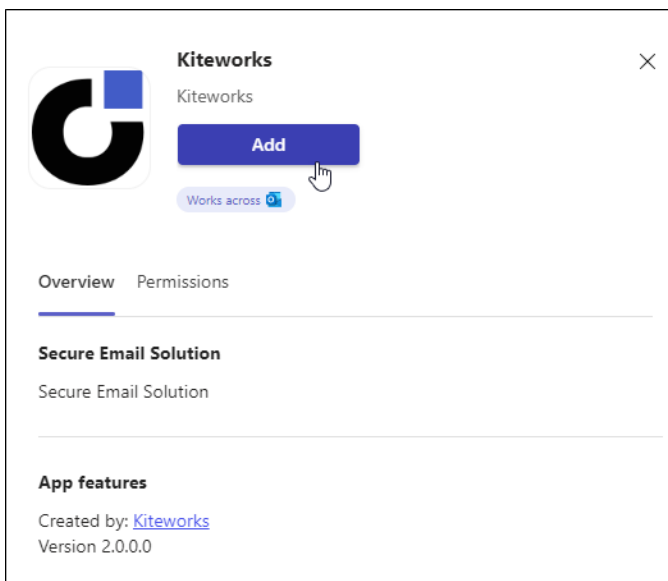 Kiteworks
Kiteworks
Add
Works across
Overview Permissions
Secure Email Solution
Secure Email Solution
App features
Created by: Kiteworks
Version 2.0.0.0